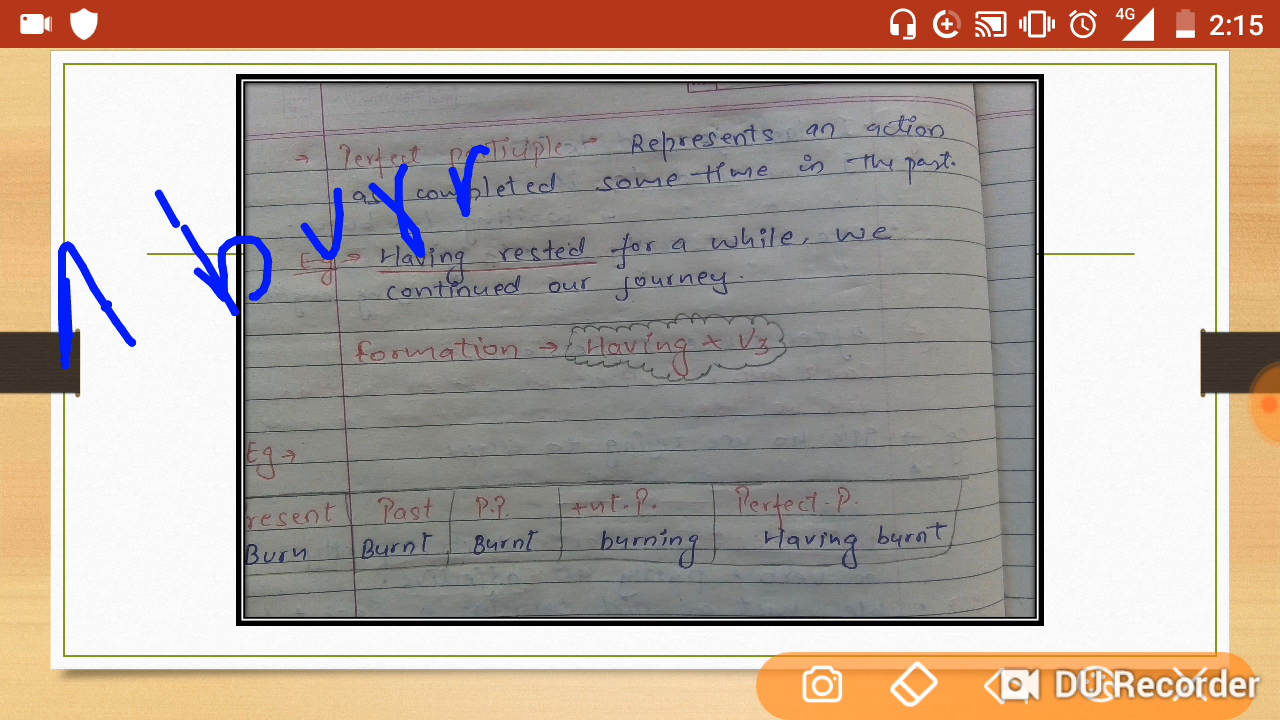 4G 2:15
→ Perfect participle → Represents an action
as completed some time in the past.
Eg → Having rested for a while, we
continued our journey.
formation → Having + V3
Eg →
resent Past P.P. Perfect-P.
Burn Burnt Burnt burning Having burnt
DU Recorder